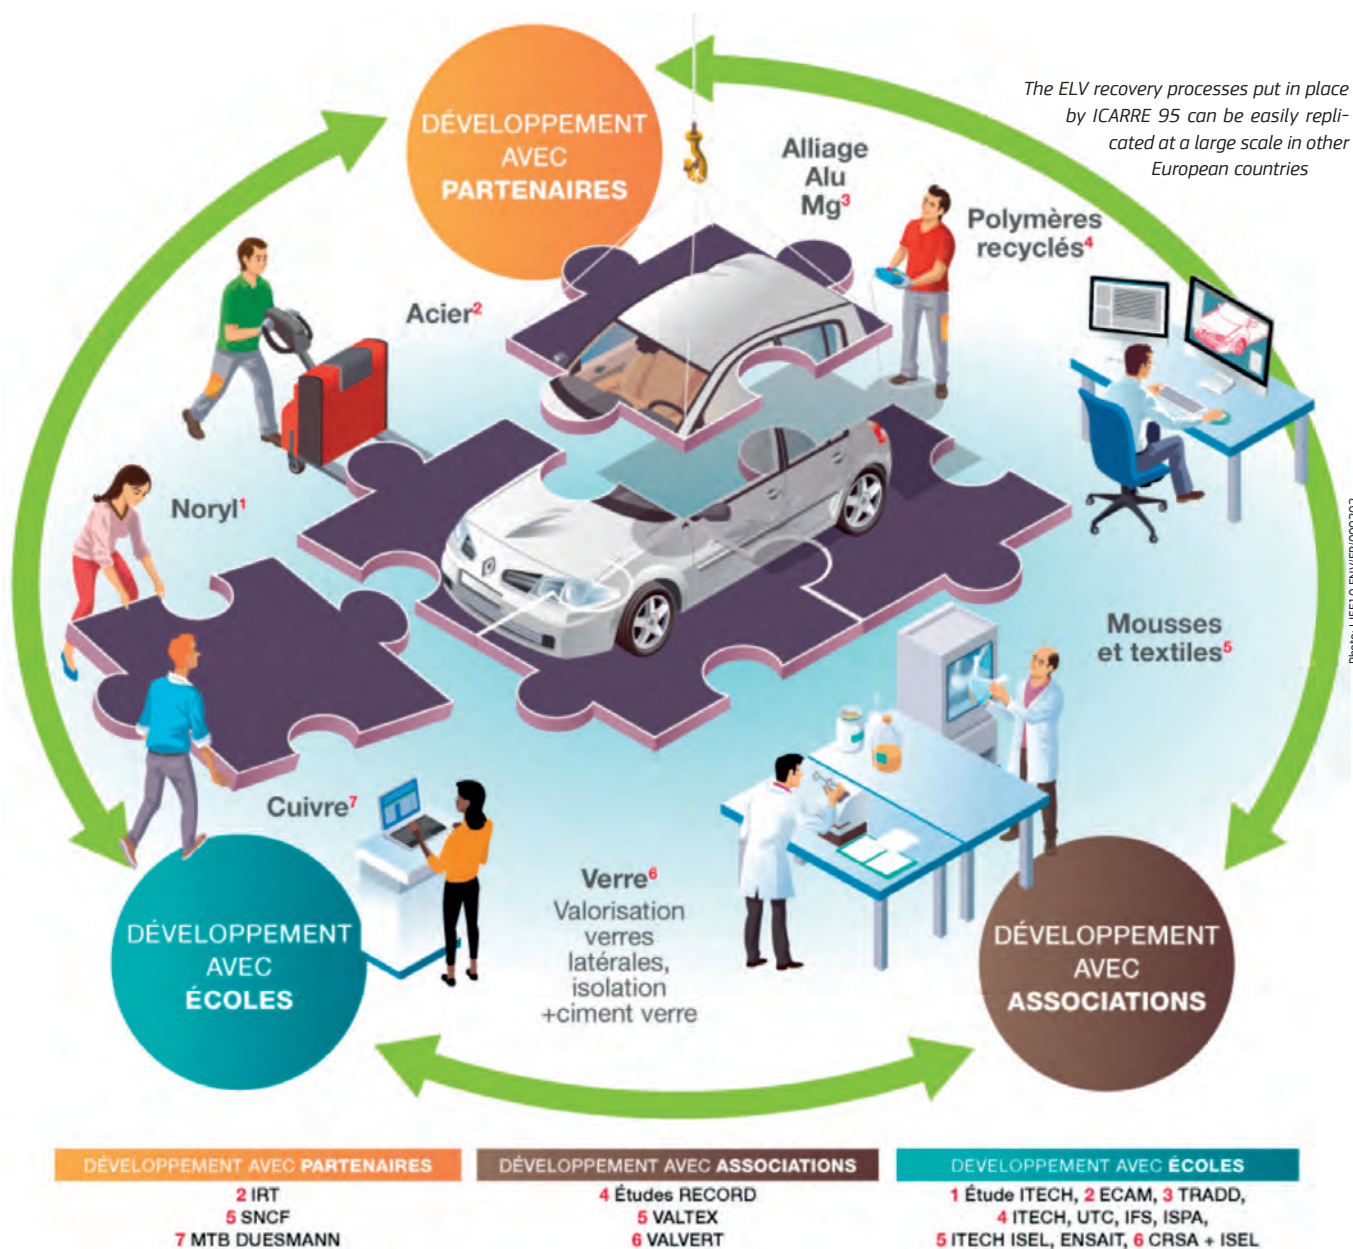 The ELV recovery processes put in place
by ICARRE 95 can be easily repli-
cated at a large scale in other
European countries
DÉVELOPPEMENT
AVEC
PARTENAIRES
Alliage
Alu
Mg3
Polymères
recyclés4
Acier2
Noryl1
Mousses
et textiles5
Cuivre7
Verre6
Valorisation
verres
latérales,
isolation
+ciment verre
DÉVELOPPEMENT
AVEC
ÉCOLES
DÉVELOPPEMENT
AVEC
ASSOCIATIONS
DÉVELOPPEMENT AVEC PARTENAIRES
2 IRT
5 SNCF
7 MTB DUESMANN
DÉVELOPPEMENT AVEC ASSOCIATIONS
4 Études RECORD
5 VALTEX
6 VALVERT
DEVELOPPEMENT AVEC ÉCOLES
1 Étude ITECH, 2 ECAM, 3 TRADD,
4 ITECH, UTC, IFS, ISPA,
5 ITECH ISEL, ENSAIT, 6 CRSA + ISEL